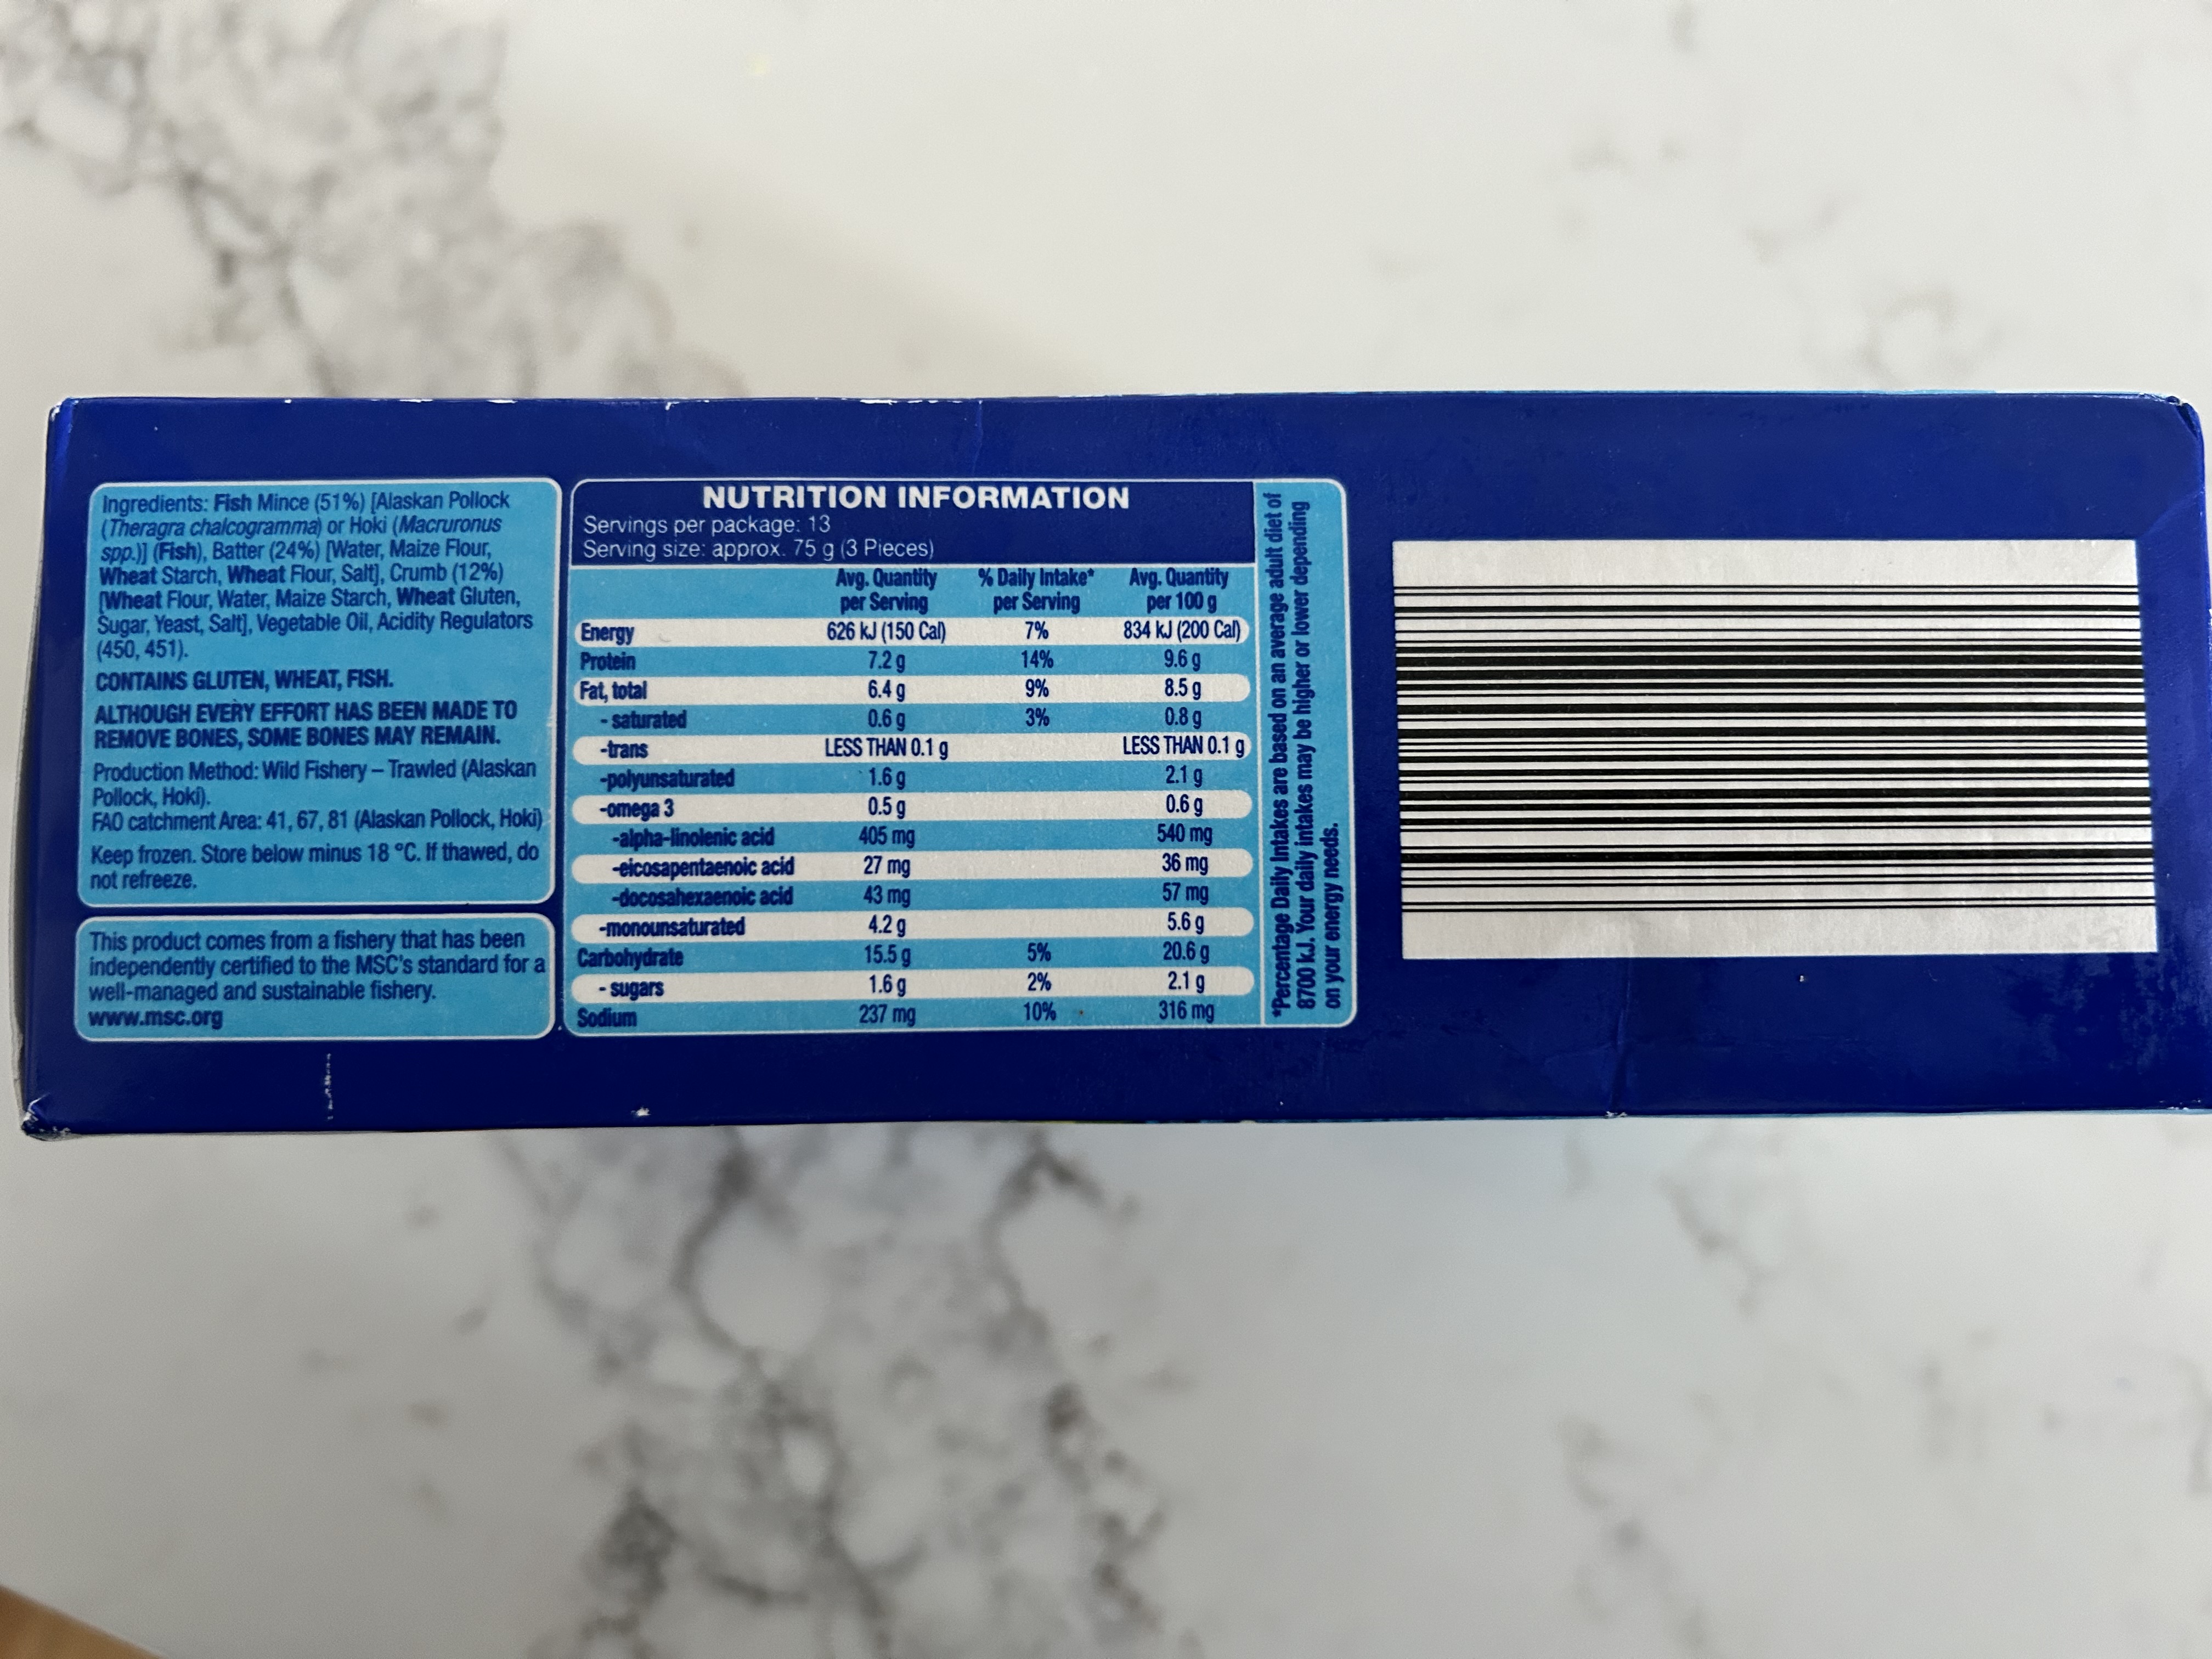 Ingredients: Fish Mince (51%) [Alaskan Pollock
(Theragra chalcogramma) or Hoki (Macruronus
spp.)] (Fish), Batter (24%) [Water, Maize Flour,
Wheat Starch, Wheat Flour, Salt], Crumb (12%)
[Wheat Flour, Water, Maize Starch, Wheat Gluten,
Sugar, Yeast, Salt], Vegetable Oil, Acidity Regulators
(450, 451).
CONTAINS GLUTEN, WHEAT, FISH.
ALTHOUGH EVERY EFFORT HAS BEEN MADE TO
REMOVE BONES, SOME BONES MAY REMAIN.
Production Method: Wild Fishery – Trawled (Alaskan
Pollock, Hoki).
FAO catchment Area: 41, 67, 81 (Alaskan Pollock, Hoki)
Keep frozen. Store below minus 18 °C. If thawed, do
not refreeze.
This product comes from a fishery that has been
independently certified to the MSC's standard for a
well-managed and sustainable fishery.
www.msc.org
NUTRITION INFORMATION
Servings per package: 13
Serving size: approx. 75 g (3 Pieces)
Avg. Quantity % Daily Intake* Avg. Quantity
per Serving per Serving per 100 g
Energy 626 kJ (150 Cal) 7% 834 kJ (200 Cal)
Protein 7.2 g 14% 9.6 g
Fat, total 6.4 g 9% 8.5 g
- saturated 0.6 g 3% 0.8 g
-trans LESS THAN 0.1 g LESS THAN 0.1 g
-polyunsaturated 1.6 g 2.1 g
-omega 3 0.5 g 0.6 g
-alpha-linolenic acid 405 mg 540 mg
-eicosapentaenoic acid 27 mg 36 mg
-docosahexaenoic acid 43 mg 57 mg
-monounsaturated 4.2 g 5.6 g
Carbohydrate 15.5 g 5% 20.6 g
- sugars 1.6 g 2% 2.1 g
Sodium 237 mg 10% 316 mg
*Percentage Daily Intakes are based on an average adult diet of
8700 kJ. Your daily intakes may be higher or lower depending
on your energy needs.